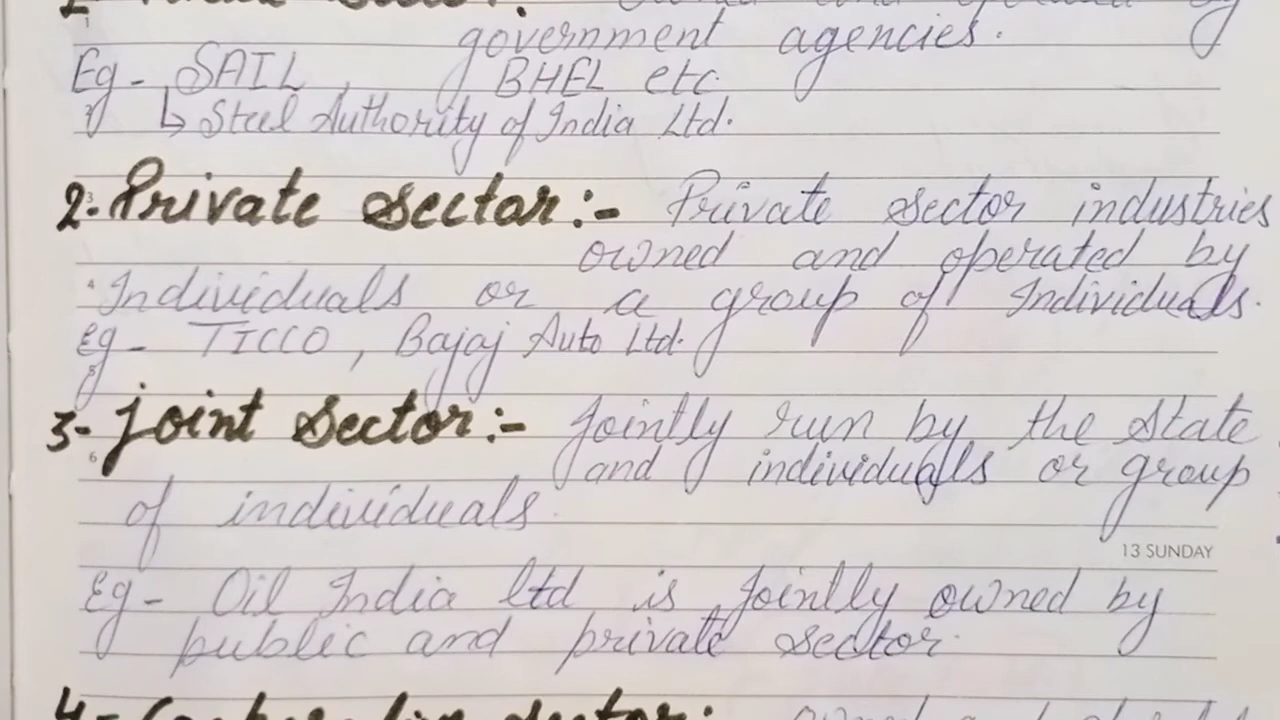 government agencies.
Eg- SAIL, BHEL etc
↳ Steel Authority of India Ltd.
2. Private Sector:- Private sector industries
owned and operated by
Individuals or a group of Individuals.
Eg- TICCO, Bajaj Auto Ltd.
3- Joint Sector:- Jointly run by the State
and individuals or group
of individuals.
13 SUNDAY
Eg- Oil India ltd is Jointly owned by
public and private sector.